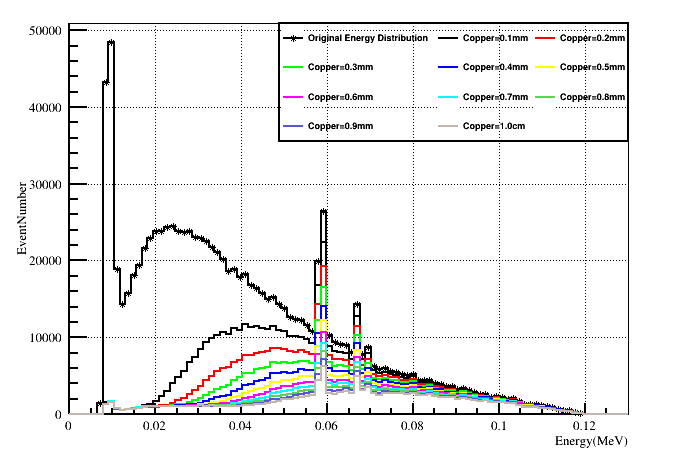 50000
40000
30000
20000
10000
0
EventNumber
Original Energy Distribution Copper=0.1mm Copper=0.2mm
Copper=0.3mm Copper=0.4mm Copper=0.5mm
Copper=0.6mm Copper=0.7mm Copper=0.8mm
Copper=0.9mm Copper=1.0cm
0 0.02 0.04 0.06 0.08 0.1 0.12
Energy(MeV)